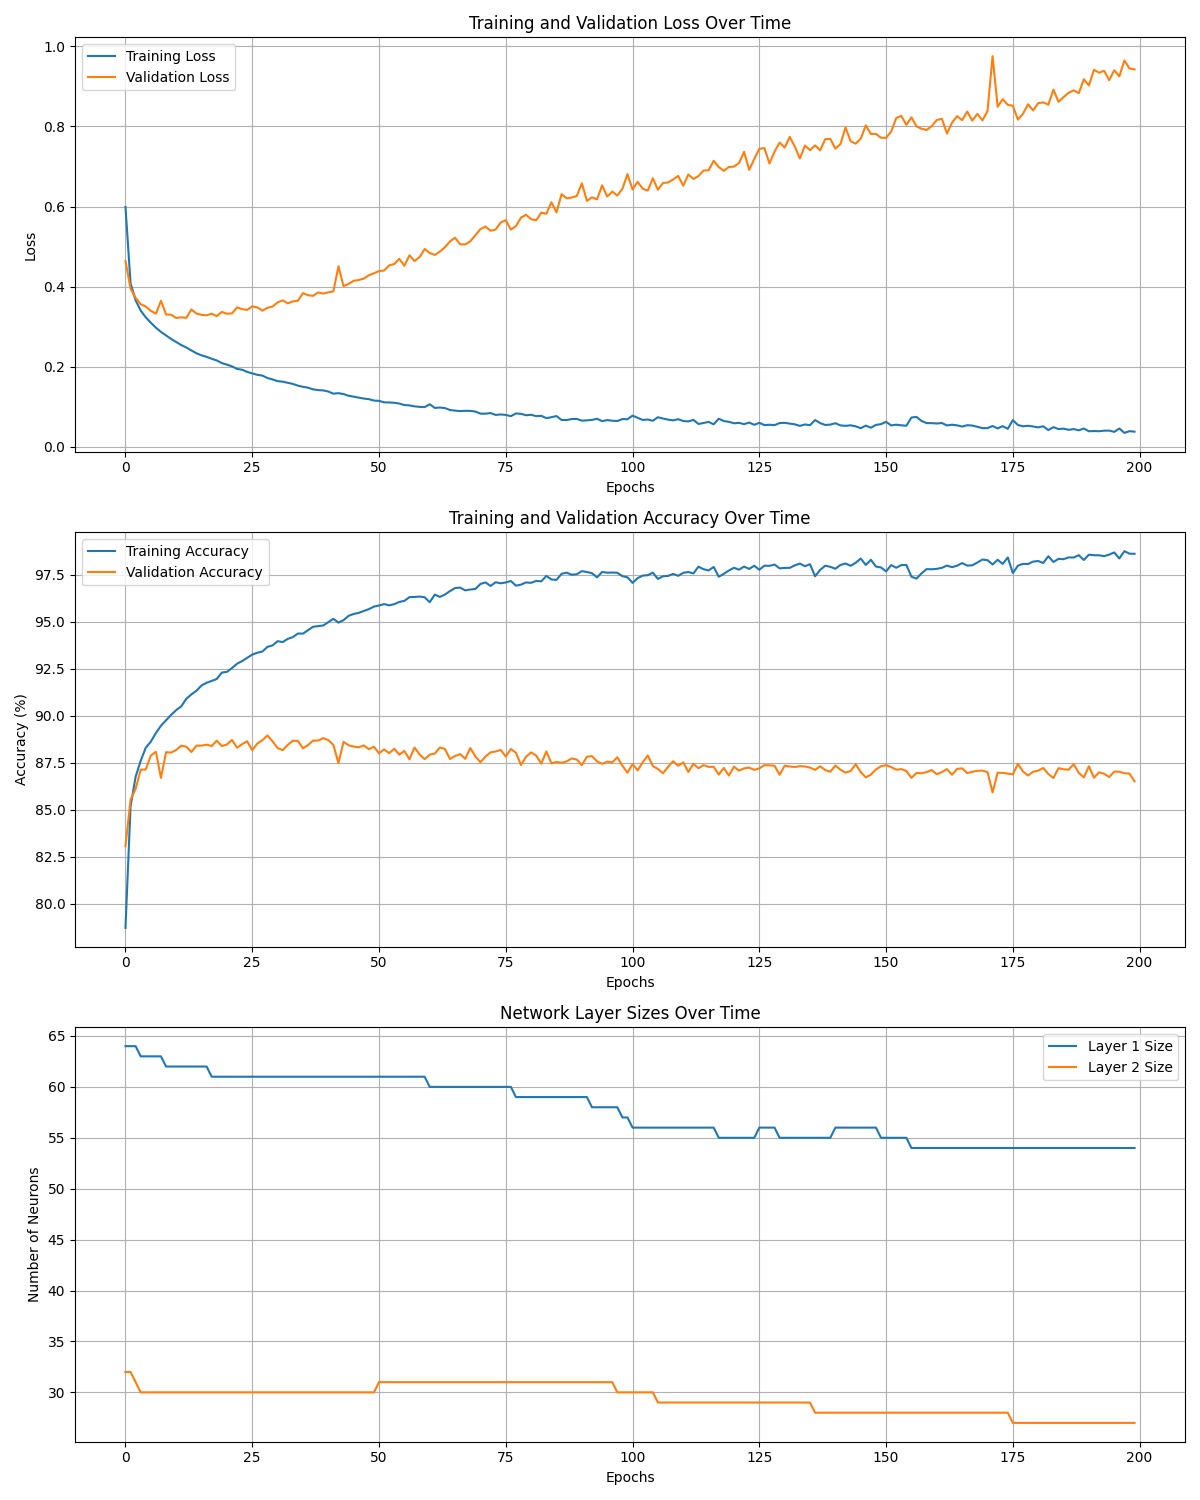 Training and Validation Loss Over Time
Training Loss
Validation Loss
1.0
0.8
0.6
0.4
0.2
0.0
Loss
0 25 50 75 100 125 150 175 200
Epochs
Training and Validation Accuracy Over Time
Training Accuracy
Validation Accuracy
97.5
95.0
92.5
90.0
87.5
85.0
82.5
80.0
Accuracy (%)
0 25 50 75 100 125 150 175 200
Epochs
Network Layer Sizes Over Time
Layer 1 Size
Layer 2 Size
65
60
55
50
45
40
35
30
Number of Neurons
0 25 50 75 100 125 150 175 200
Epochs